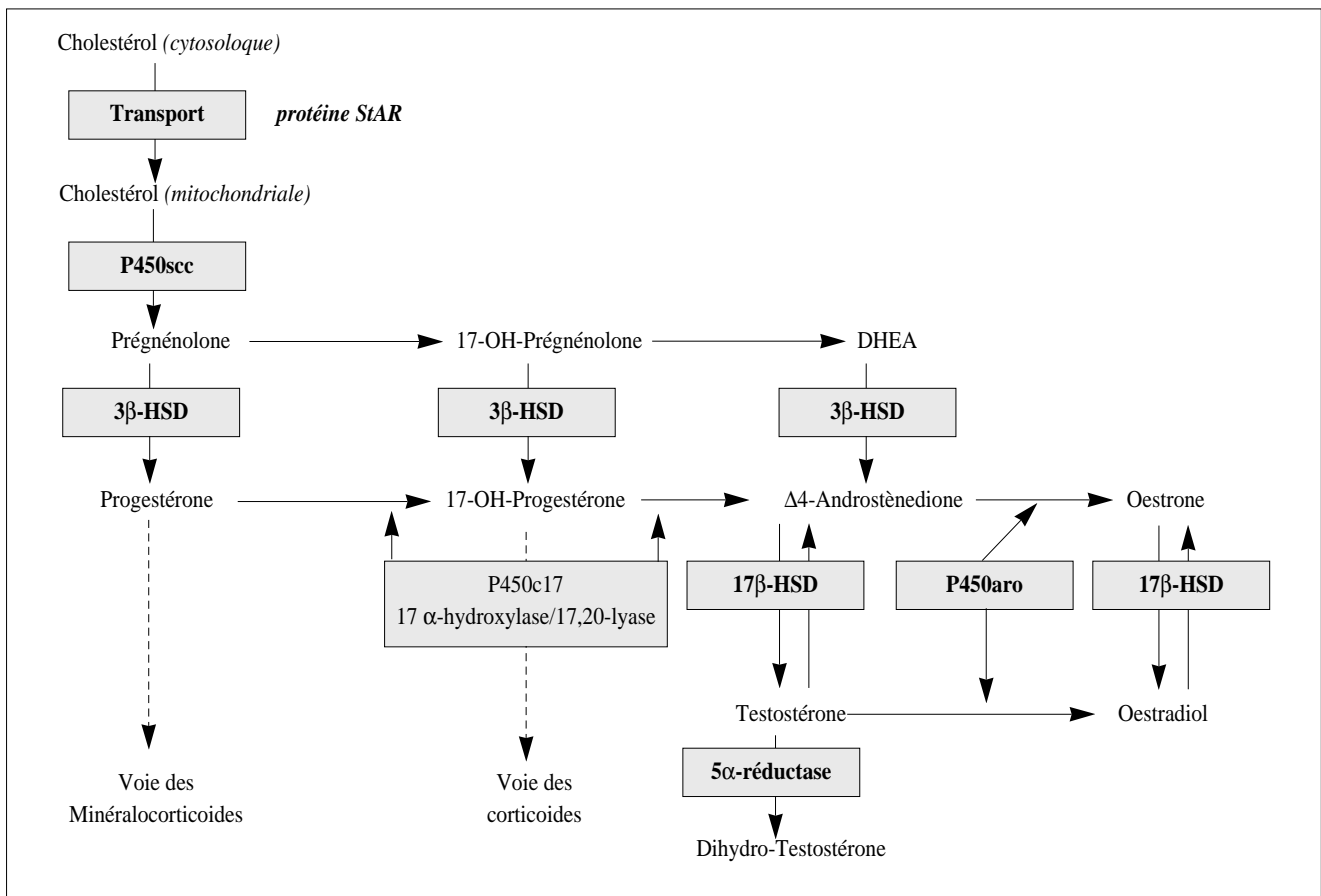 Cholestérol (cytosoloque)
Transport protéine StAR
Cholestérol (mitochondriale)
P450scc
Prégnénolone 17-OH-Prégnénolone DHEA
3β-HSD 3β-HSD 3β-HSD
Progestérone 17-OH-Progestérone Δ4-Androstènedione Oestrone
P450c17
17 α-hydroxylase/17,20-lyase
17β-HSD P450aro 17β-HSD
Testostérone Oestradiol
5α-réductase
Voie des
Minéralocorticoides
Voie des
corticoides
Dihydro-Testostérone